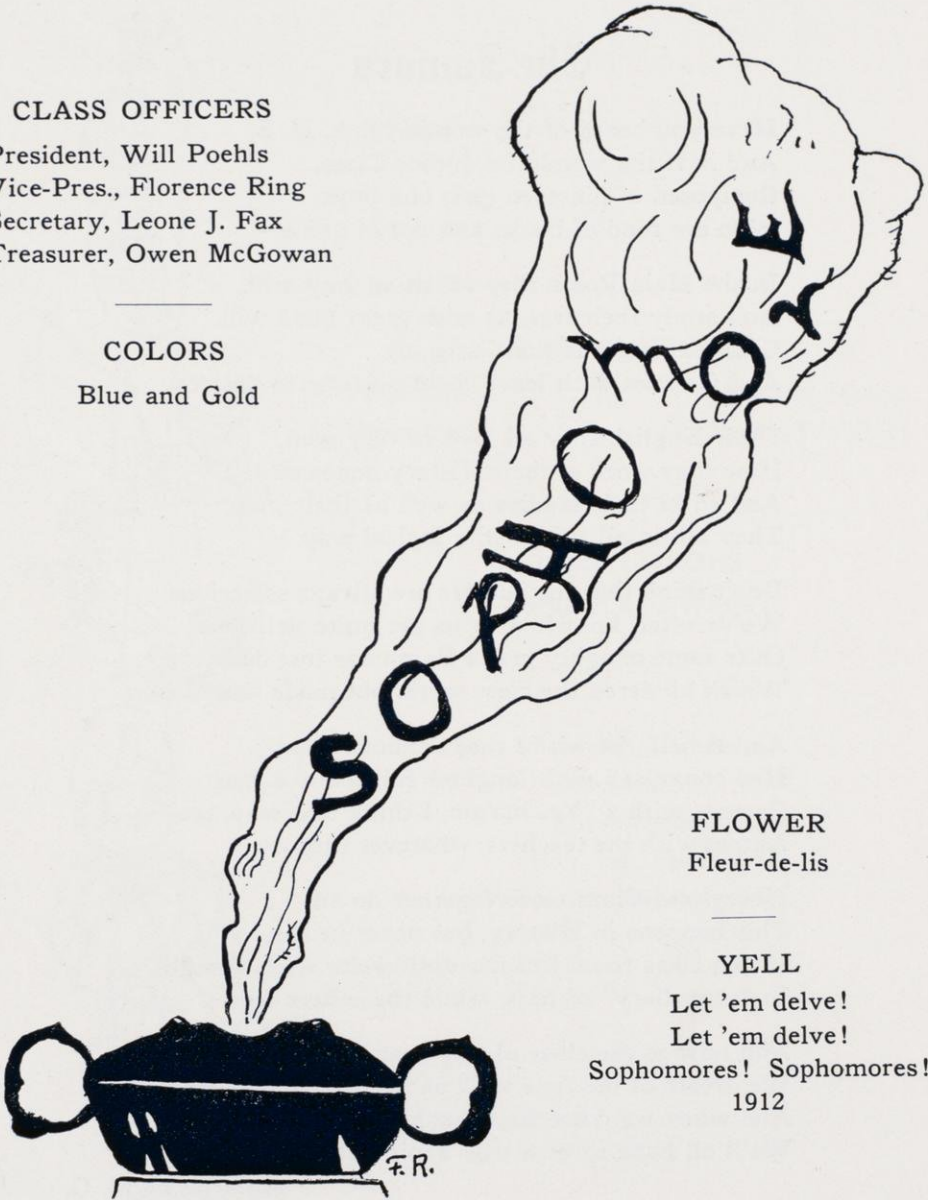 CLASS OFFICERS
President, Will Poehls
Vice-Pres., Florence Ring
Secretary, Leone J. Fax
Treasurer, Owen McGowan
COLORS
Blue and Gold
SOPHOmOrE
FLOWER
Fleur-de-lis
YELL
Let 'em delve!
Let 'em delve!
Sophomores! Sophomores!
1912
F.R.